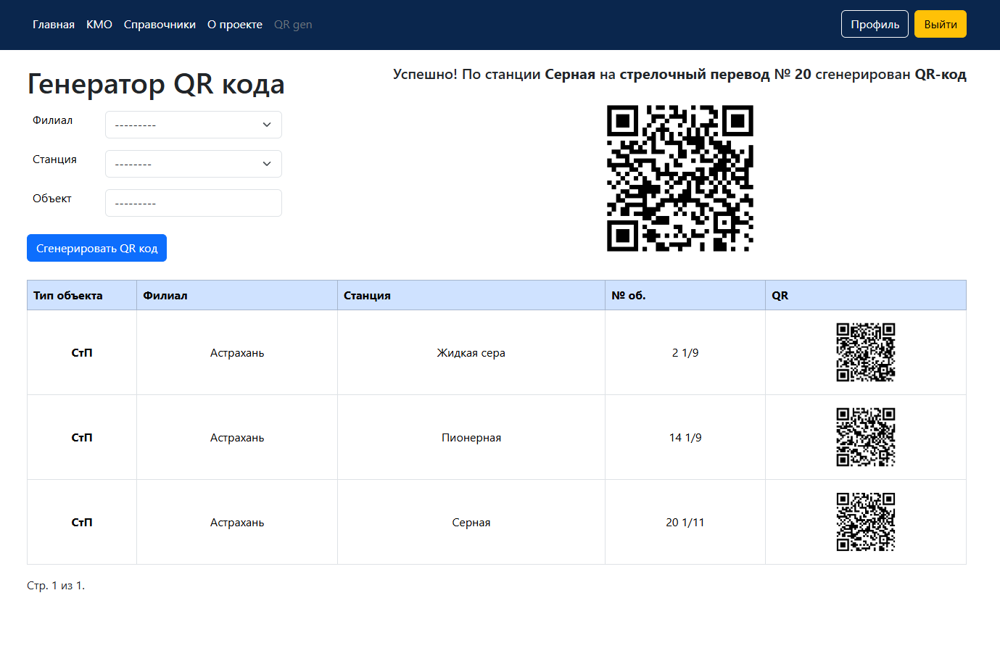 Главная КМО Справочники О проекте QR gen Профиль Выйти
Генератор QR кода
Успешно! По станции Серная на стрелочный перевод № 20 сгенерирован QR-код
Филиал ---------
Станция --------
Объект ---------
Сгенерировать QR код
Тип объекта Филиал Станция № об. QR
СтП Астрахань Жидкая сера 2 1/9
СтП Астрахань Пионерная 14 1/9
СтП Астрахань Серная 20 1/11
Стр. 1 из 1.